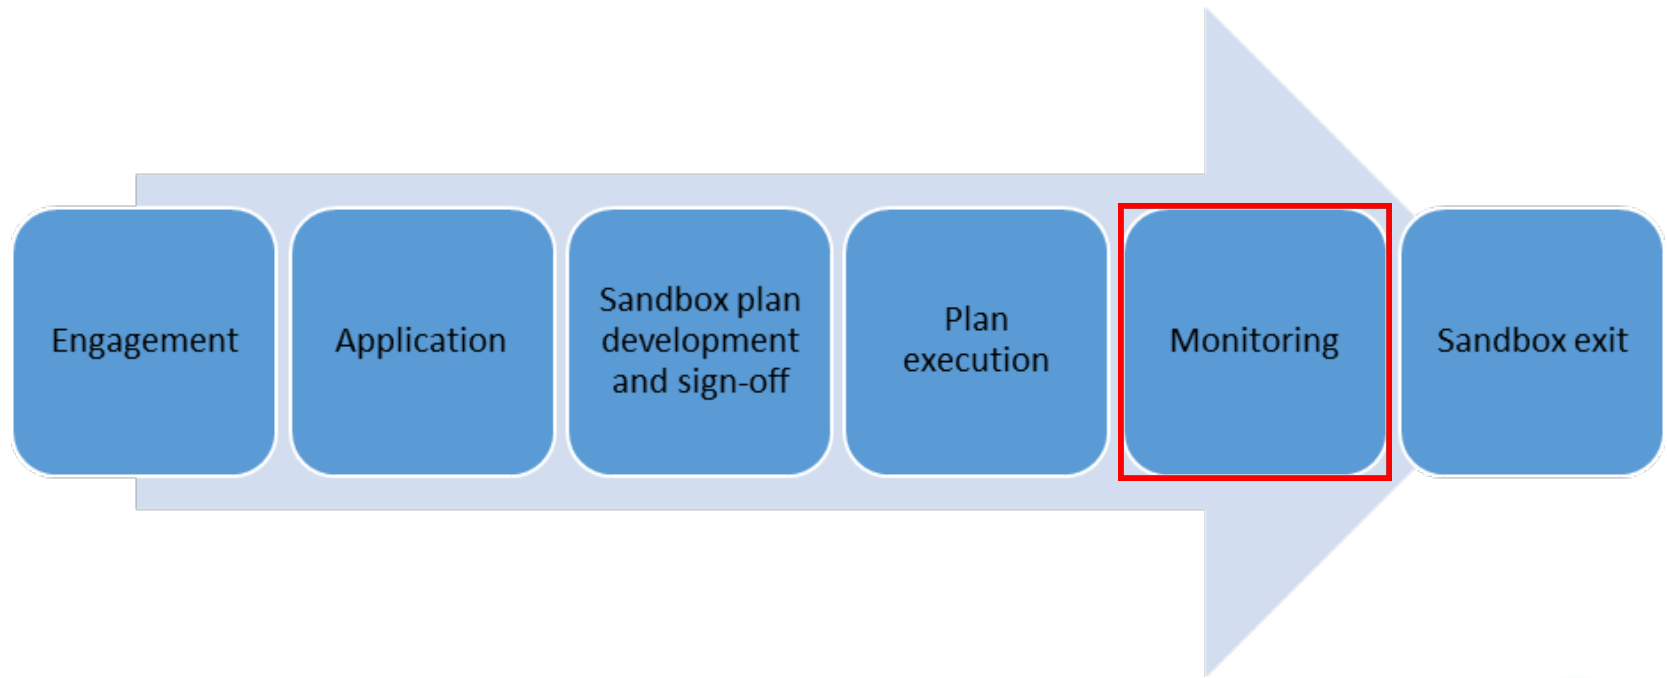 Engagement
Application
Sandbox plan
development
and sign-off
Plan
execution
Monitoring
Sandbox exit